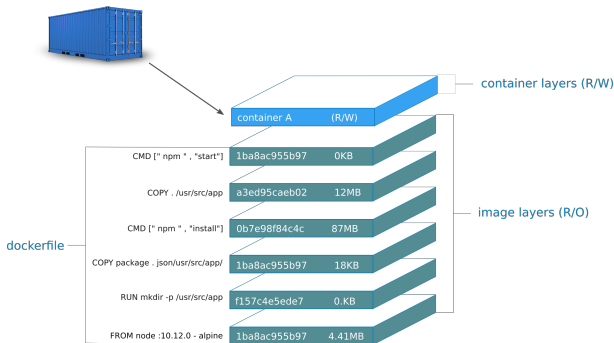 container layers (R/W)
container A (R/W)
CMD [" npm " , "start"] 1ba8ac955b97 0KB
COPY . /usr/src/app a3ed95caeb02 12MB
image layers (R/O)
CMD [" npm " , "install"] 0b7e98f84c4c 87MB
dockerfile
COPY package . json/usr/src/app/ 1ba8ac955b97 18KB
RUN mkdir -p /usr/src/app f157c4e5ede7 0.KB
FROM node :10.12.0 - alpine 1ba8ac955b97 4.41MB